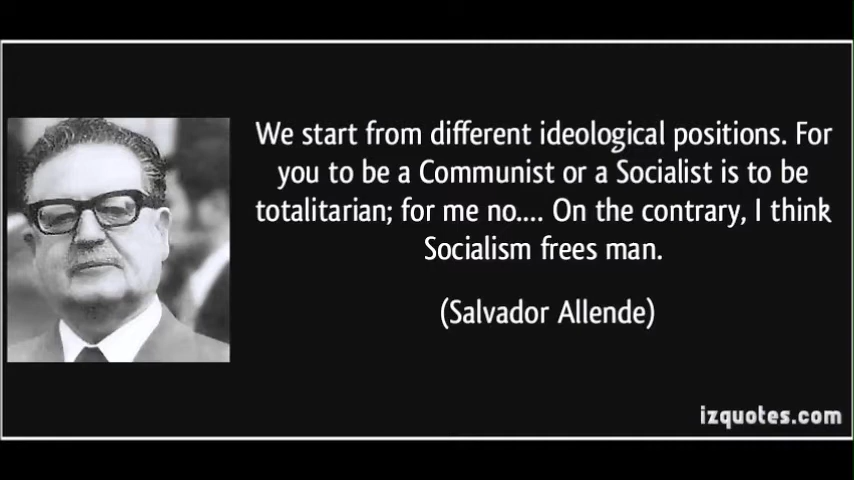 We start from different ideological positions. For
you to be a Communist or a Socialist is to be
totalitarian; for me no.... On the contrary, I think
Socialism frees man.
(Salvador Allende)
izquotes.com